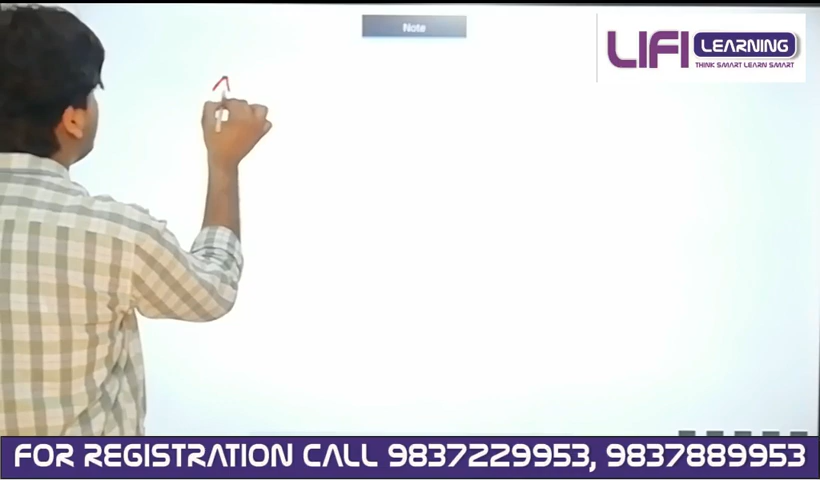 Note
LIFI LEARNING
THINK SMART LEARN SMART
FOR REGISTRATION CALL 9837229953, 9837889953